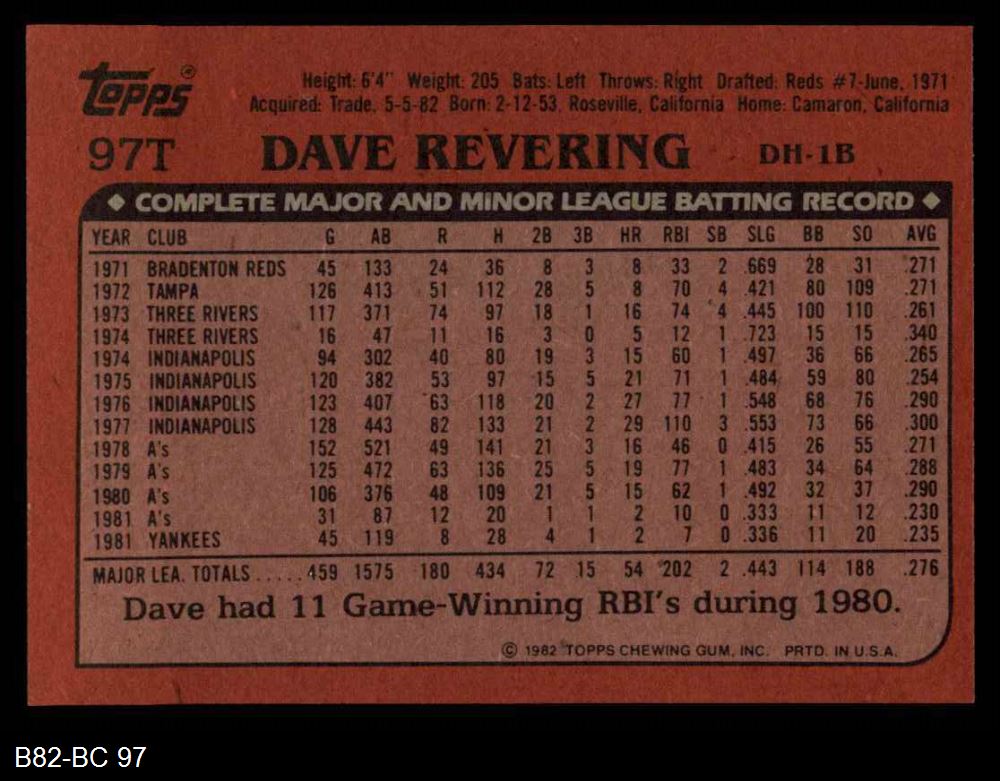 Topps®
Height: 6'4" Weight: 205 Bats: Left Throws: Right Drafted: Reds #7-June, 1971
Acquired: Trade, 5-5-82 Born: 2-12-53, Roseville, California Home: Camaron, California
97T DAVE REVERING DH-1B
◆ COMPLETE MAJOR AND MINOR LEAGUE BATTING RECORD ◆
YEAR CLUB G AB R H 2B 3B HR RBI SB SLG BB SO AVG
1971 BRADENTON REDS 45 133 24 36 8 3 8 33 2 .669 28 31 .271
1972 TAMPA 126 413 51 112 28 5 8 70 4 .421 80 109 .271
1973 THREE RIVERS 117 371 74 97 18 1 16 74 4 .445 100 110 .261
1974 THREE RIVERS 16 47 11 16 3 0 5 12 1 .723 15 15 .340
1974 INDIANAPOLIS 94 302 40 80 19 3 15 60 1 .497 36 66 .265
1975 INDIANAPOLIS 120 382 53 97 15 5 21 71 1 .484 59 80 .254
1976 INDIANAPOLIS 123 407 63 118 20 2 27 77 1 .548 68 76 .290
1977 INDIANAPOLIS 128 443 82 133 21 2 29 110 3 .553 73 66 .300
1978 A's 152 521 49 141 21 3 16 46 0 .415 26 55 .271
1979 A's 125 472 63 136 25 5 19 77 1 .483 34 64 .288
1980 A's 106 376 48 109 21 5 15 62 1 .492 32 37 .290
1981 A's 31 87 12 20 1 1 2 10 0 .333 11 12 .230
1981 YANKEES 45 119 8 28 4 1 2 7 0 .336 11 20 .235
MAJOR LEA. TOTALS.....459 1575 180 434 72 15 54 202 2 .443 114 188 .276
Dave had 11 Game-Winning RBI's during 1980.
© 1982 TOPPS CHEWING GUM, INC. PRTD. IN U.S.A.
B82-BC 97